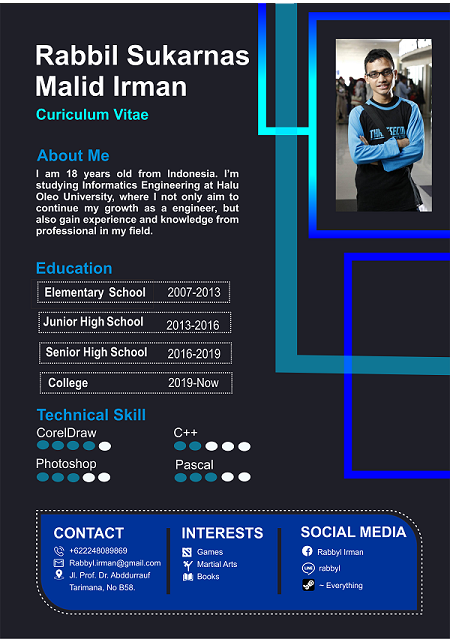 Rabbil Sukarnas
Malid Irman
Curiculum Vitae
About Me
I am 18 years old from Indonesia. I'm
studying Informatics Engineering at Halu
Oleo University, where I not only aim to
continue my growth as a engineer, but
also gain experience and knowledge from
professional in my field.
Education
Elementary School 2007-2013
Junior High School 2013-2016
Senior High School 2016-2019
College 2019-Now
Technical Skill
CorelDraw C++
Photoshop Pascal
CONTACT
+622248089869
Rabbyl.irman@gmail.com
Jl. Prof. Dr. Abddurrauf
Tarimana, No B58.
INTERESTS
Games
Martial Arts
Books
SOCIAL MEDIA
Rabbyl Irman
rabbyl
~ Everything